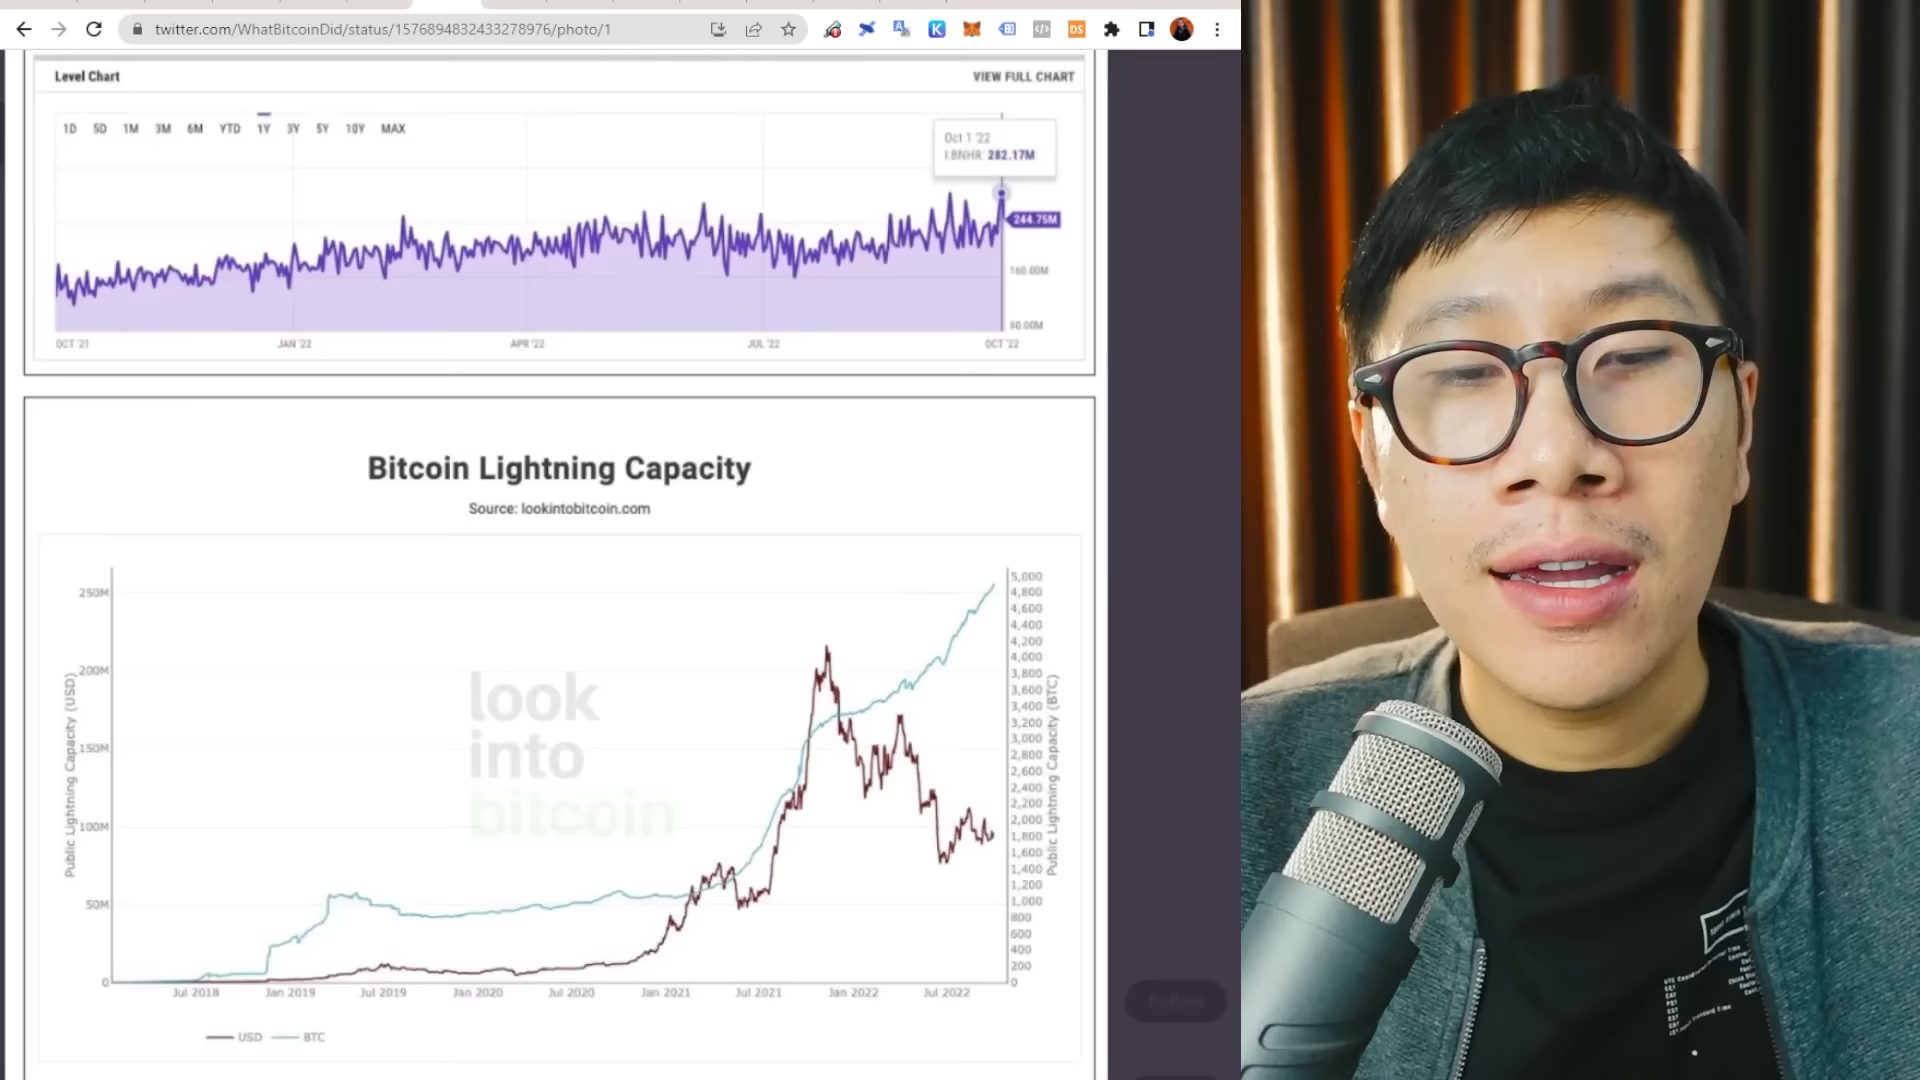 twitter.com/WhatBitcoinDid/status/1576894832433278976/photo/1
Level Chart
VIEW FULL CHART
1D 5D 1M 3M 6M YTD 1Y 3Y 5Y 10Y MAX
Oct 1 '22
I:BNHR: 282.17M
244.75M
160.00M
80.00M
OCT '21 JAN '22 APR '22 JUL '22 OCT '22
Bitcoin Lightning Capacity
Source: lookintobitcoin.com
look
into
bitcoin
Public Lightning Capacity (USD)
250M
200M
150M
100M
50M
0
5,000
4,800
4,600
4,400
4,200
4,000
3,800
3,600
3,400
3,200
3,000
2,800
2,600
2,400
2,200
2,000
1,800
1,600
1,400
1,200
1,000
800
600
400
200
0
Public Lightning Capacity (BTC)
Jul 2018 Jan 2019 Jul 2019 Jan 2020 Jul 2020 Jan 2021 Jul 2021 Jan 2022 Jul 2022
USD BTC